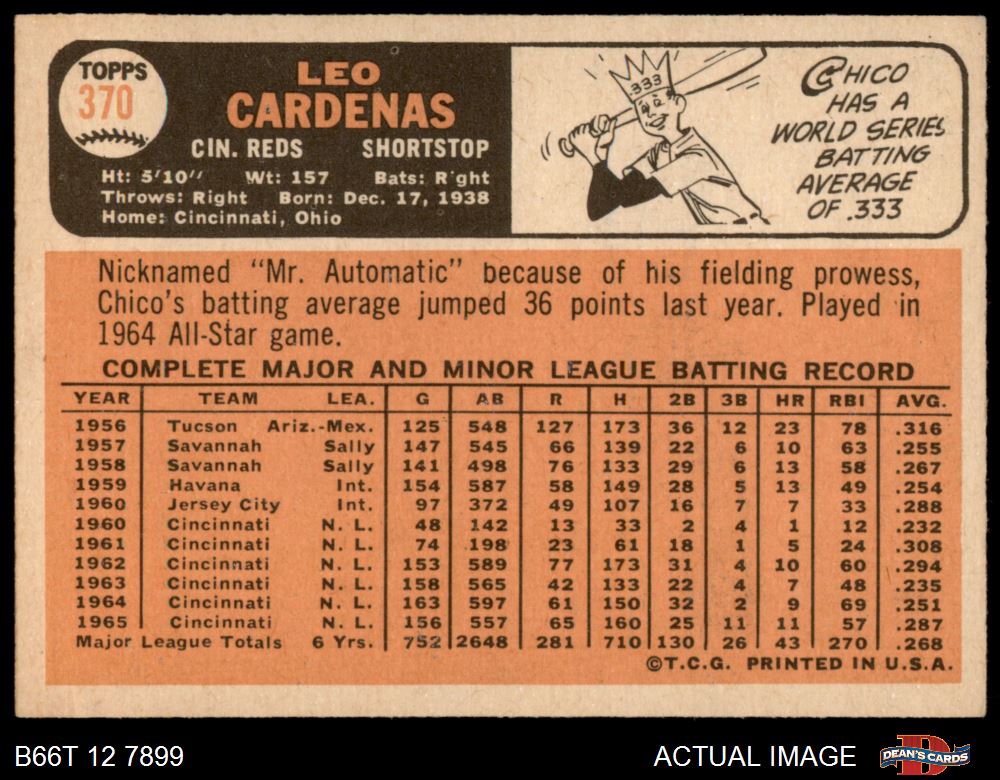 TOPPS
370
LEO
CARDENAS
CIN. REDS SHORTSTOP
Ht: 5'10" Wt: 157 Bats: Right
Throws: Right Born: Dec. 17, 1938
Home: Cincinnati, Ohio
.333
CHICO
HAS A
WORLD SERIES
BATTING
AVERAGE
OF .333
Nicknamed "Mr. Automatic" because of his fielding prowess,
Chico's batting average jumped 36 points last year. Played in
1964 All-Star game.
COMPLETE MAJOR AND MINOR LEAGUE BATTING RECORD
YEAR TEAM LEA. G AB R H 2B 3B HR RBI AVG.
1956 Tucson Ariz.-Mex. 125 548 127 173 36 12 23 78 .316
1957 Savannah Sally 147 545 66 139 22 6 10 63 .255
1958 Savannah Sally 141 498 76 133 29 6 13 58 .267
1959 Havana Int. 154 587 58 149 28 5 13 49 .254
1960 Jersey City Int. 97 372 49 107 16 7 7 33 .288
1960 Cincinnati N. L. 48 142 13 33 2 4 1 12 .232
1961 Cincinnati N. L. 74 198 23 61 18 1 5 24 .308
1962 Cincinnati N. L. 153 589 77 173 31 4 10 60 .294
1963 Cincinnati N. L. 158 565 42 133 22 4 7 48 .235
1964 Cincinnati N. L. 163 597 61 150 32 2 9 69 .251
1965 Cincinnati N. L. 156 557 65 160 25 11 11 57 .287
Major League Totals 6 Yrs. 752 2648 281 710 130 26 43 270 .268
©T.C.G. PRINTED IN U.S.A.
B66T 12 7899 ACTUAL IMAGE DEAN'S CARDS